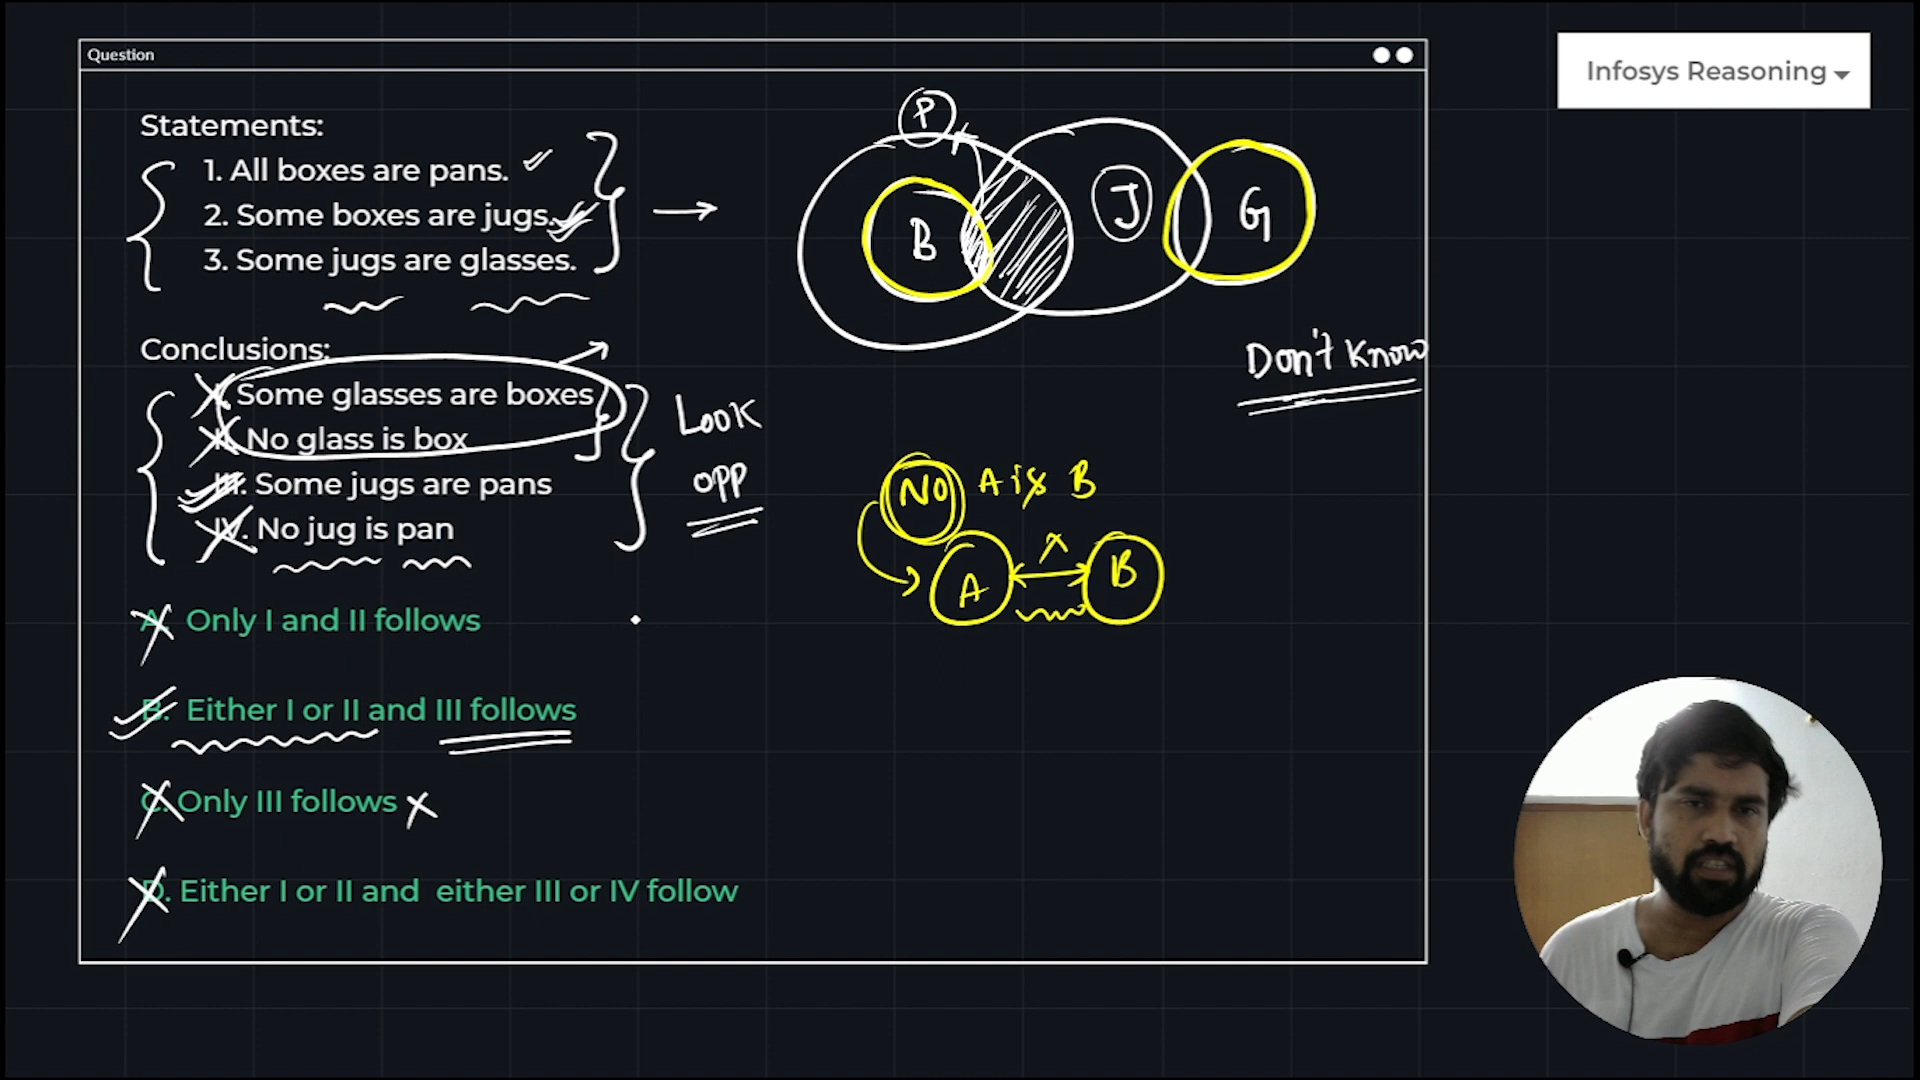 Question
Infosys Reasoning
Statements:
1. All boxes are pans.
2. Some boxes are jugs.
3. Some jugs are glasses.
P
B
J
G
Don't Know
Conclusions:
I. Some glasses are boxes
II. No glass is box
III. Some jugs are pans
IV. No jug is pan
Look
opp
No A is B
A
B
A. Only I and II follows
B. Either I or II and III follows
C. Only III follows
D. Either I or II and either III or IV follow